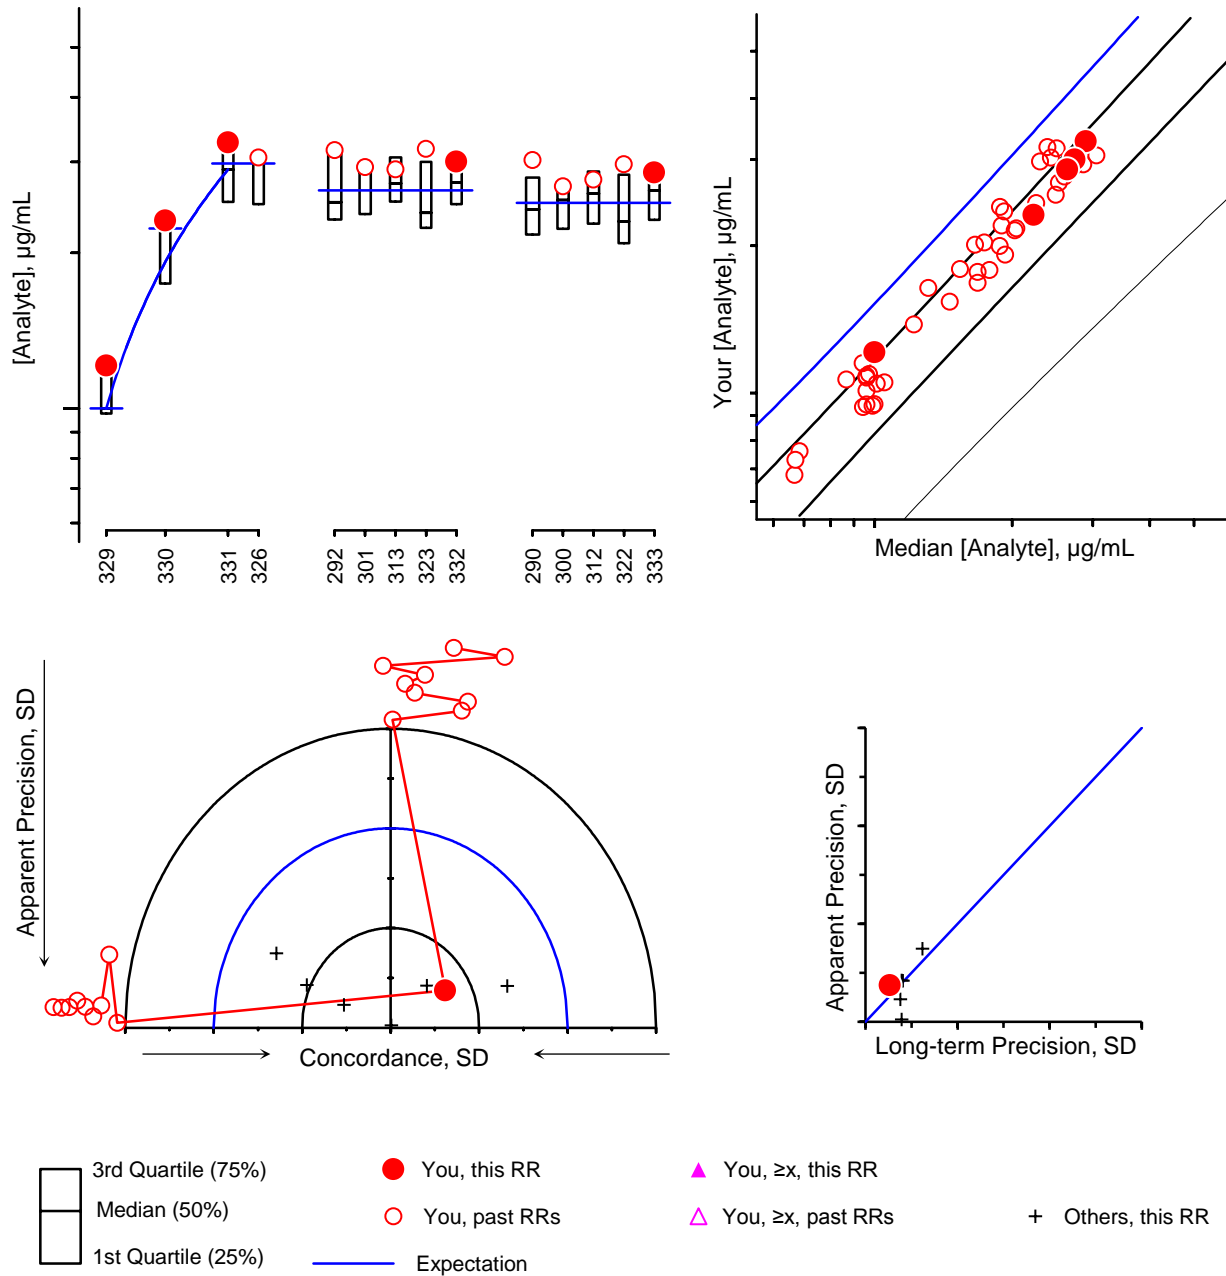 [Analyte], µg/mL
329
330
331
326
292
301
313
323
332
290
300
312
322
333
Your [Analyte], µg/mL
Median [Analyte], µg/mL
Apparent Precision, SD
Concordance, SD
Apparent Precision, SD
Long-term Precision, SD
3rd Quartile (75%)
Median (50%)
1st Quartile (25%)
You, this RR
You, past RRs
Expectation
You, ≥x, this RR
You, ≥x, past RRs
Others, this RR